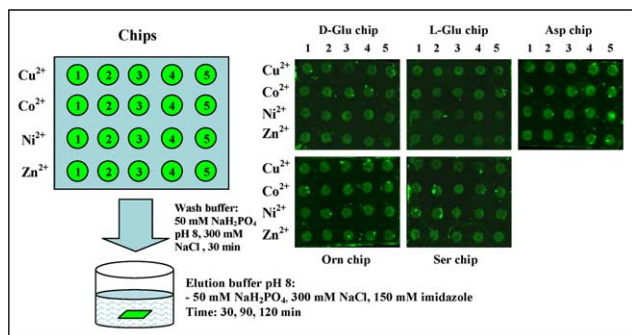 Chips
Cu2+ 1 2 3 4 5
Co2+ 1 2 3 4 5
Ni2+ 1 2 3 4 5
Zn2+ 1 2 3 4 5
Wash buffer:
50 mM NaH2PO4
pH 8, 300 mM
NaCl , 30 min
Elution buffer pH 8:
- 50 mM NaH2PO4, 300 mM NaCl, 150 mM imidazole
Time: 30, 90, 120 min
D-Glu chip L-Glu chip Asp chip
1 2 3 4 5 1 2 3 4 5 1 2 3 4 5
Cu2+
Co2+
Ni2+
Zn2+
Cu2+
Co2+
Ni2+
Zn2+
Orn chip Ser chip